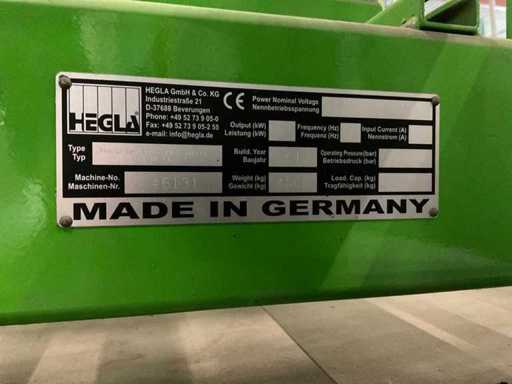 HEGLA
HEGLA GmbH & Co. KG
Industriestraße 21
D-37688 Beverungen
Phone: +49 52 73 9 05-0
Fax: +49 52 73 9 05-2 55
e-mail: info@hegla.de
CE
Power Nominal Voltage
Nennbetriebsspannung
Output (kW)
Leistung (kW)
Frequency (Hz)
Frequenz (Hz)
Input Current (A)
Nennstrom (A)
Type
Typ
Build. Year
Baujahr
Operating Pressure(bar)
Betriebsdruck (bar)
Machine-No.
Maschinen-Nr.
Weight (kg)
Gewicht (kg)
Load. Cap. (kg)
Tragfähigkeit (kg)
MADE IN GERMANY